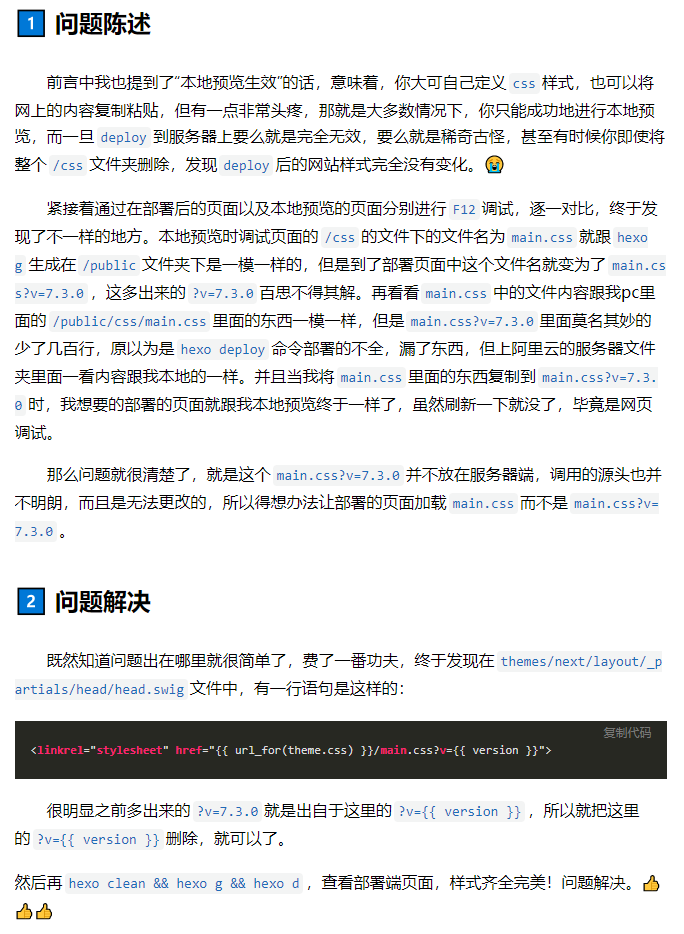 1 问题陈述
前言中我也提到了“本地预览生效”的话，意味着，你大可自己定义 css 样式，也可以将
网上的内容复制粘贴，但有一点非常头疼，那就是大多数情况下，你只能成功地进行本地预
览，而一旦 deploy 到服务器上要么就是完全无效，要么就是稀奇古怪，甚至有时候你即使将
整个 /css 文件夹删除，发现 deploy 后的网站样式完全没有变化。😭
紧接着通过在部署后的页面以及本地预览的页面分别进行 F12 调试，逐一对比，终于发
现了不一样的地方。本地预览时调试页面的 /css 的文件下的文件名为 main.css 就跟 hexo
g 生成在 /public 文件夹下是一模一样的，但是到了部署页面中这个文件名就变为了 main.cs
s?v=7.3.0 ，这多出来的 ?v=7.3.0 百思不得其解。再看看 main.css 中的文件内容跟我pc里
面的 /public/css/main.css 里面的东西一模一样，但是 main.css?v=7.3.0 里面莫名其妙的
少了几百行，原以为是 hexo deploy 命令部署的不全，漏了东西，但上阿里云的服务器文件
夹里面一看内容跟我本地的一样。并且当我将 main.css 里面的东西复制到 main.css?v=7.3.
0 时，我想要的部署的页面就跟我本地预览终于一样了，虽然刷新一下就没了，毕竟是网页
调试。
那么问题就很清楚了，就是这个 main.css?v=7.3.0 并不放在服务器端，调用的源头也并
不明朗，而且是无法更改的，所以得想办法让部署的页面加载 main.css 而不是 main.css?v=
7.3.0 。
2 问题解决
既然知道问题出在哪里就很简单了，费了一番功夫，终于发现在 themes/next/layout/_p
artials/head/head.swig 文件中，有一行语句是这样的：
复制代码
<linkrel="stylesheet" href="{{ url_for(theme.css) }}/main.css?v={{ version }}">
很明显之前多出来的 ?v=7.3.0 就是出自于这里的 ?v={{ version }} ，所以就把这里
的 ?v={{ version }} 删除，就可以了。
然后再 hexo clean && hexo g && hexo d ，查看部署端页面，样式齐全完美！问题解决。👍
👍👍